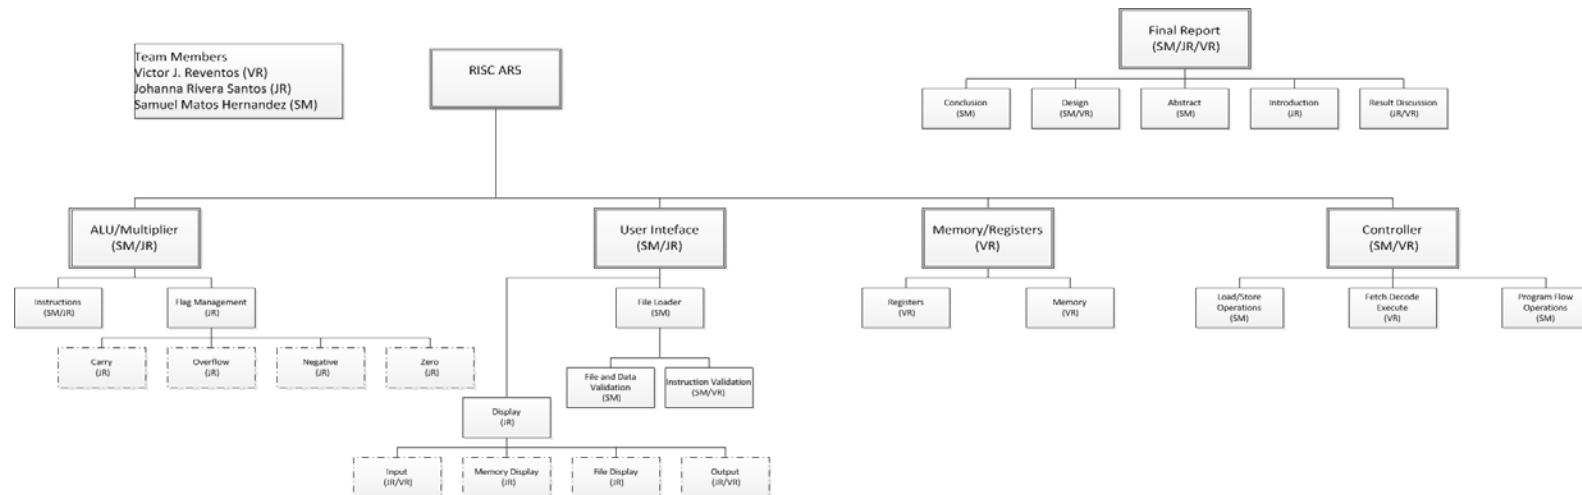 Final Report
(SM/JR/VR)
Team Members
Victor J. Reventos (VR)
Johanna Rivera Santos (JR)
Samuel Matos Hernandez (SM)
RISC AR5
Conclusion
(SM)
Design
(SM/VR)
Abstract
(SM)
Introduction
(JR)
Result Discussion
(JR/VR)
ALU/Multiplier
(SM/JR)
User Inteface
(SM/JR)
Memory/Registers
(VR)
Controller
(SM/VR)
Instructions
(SM/JR)
Flag Management
(JR)
File Loader
(SM)
Registers
(VR)
Memory
(VR)
Load/Store
Operations
(SM)
Fetch Decode
Execute
(VR)
Program Flow
Operations
(SM)
Carry
(JR)
Overflow
(JR)
Negative
(JR)
Zero
(JR)
File and Data
Validation
(SM)
Instruction Validation
(SM/VR)
Display
(JR)
Input
(JR/VR)
Memory Display
(JR)
File Display
(JR)
Output
(JR/VR)